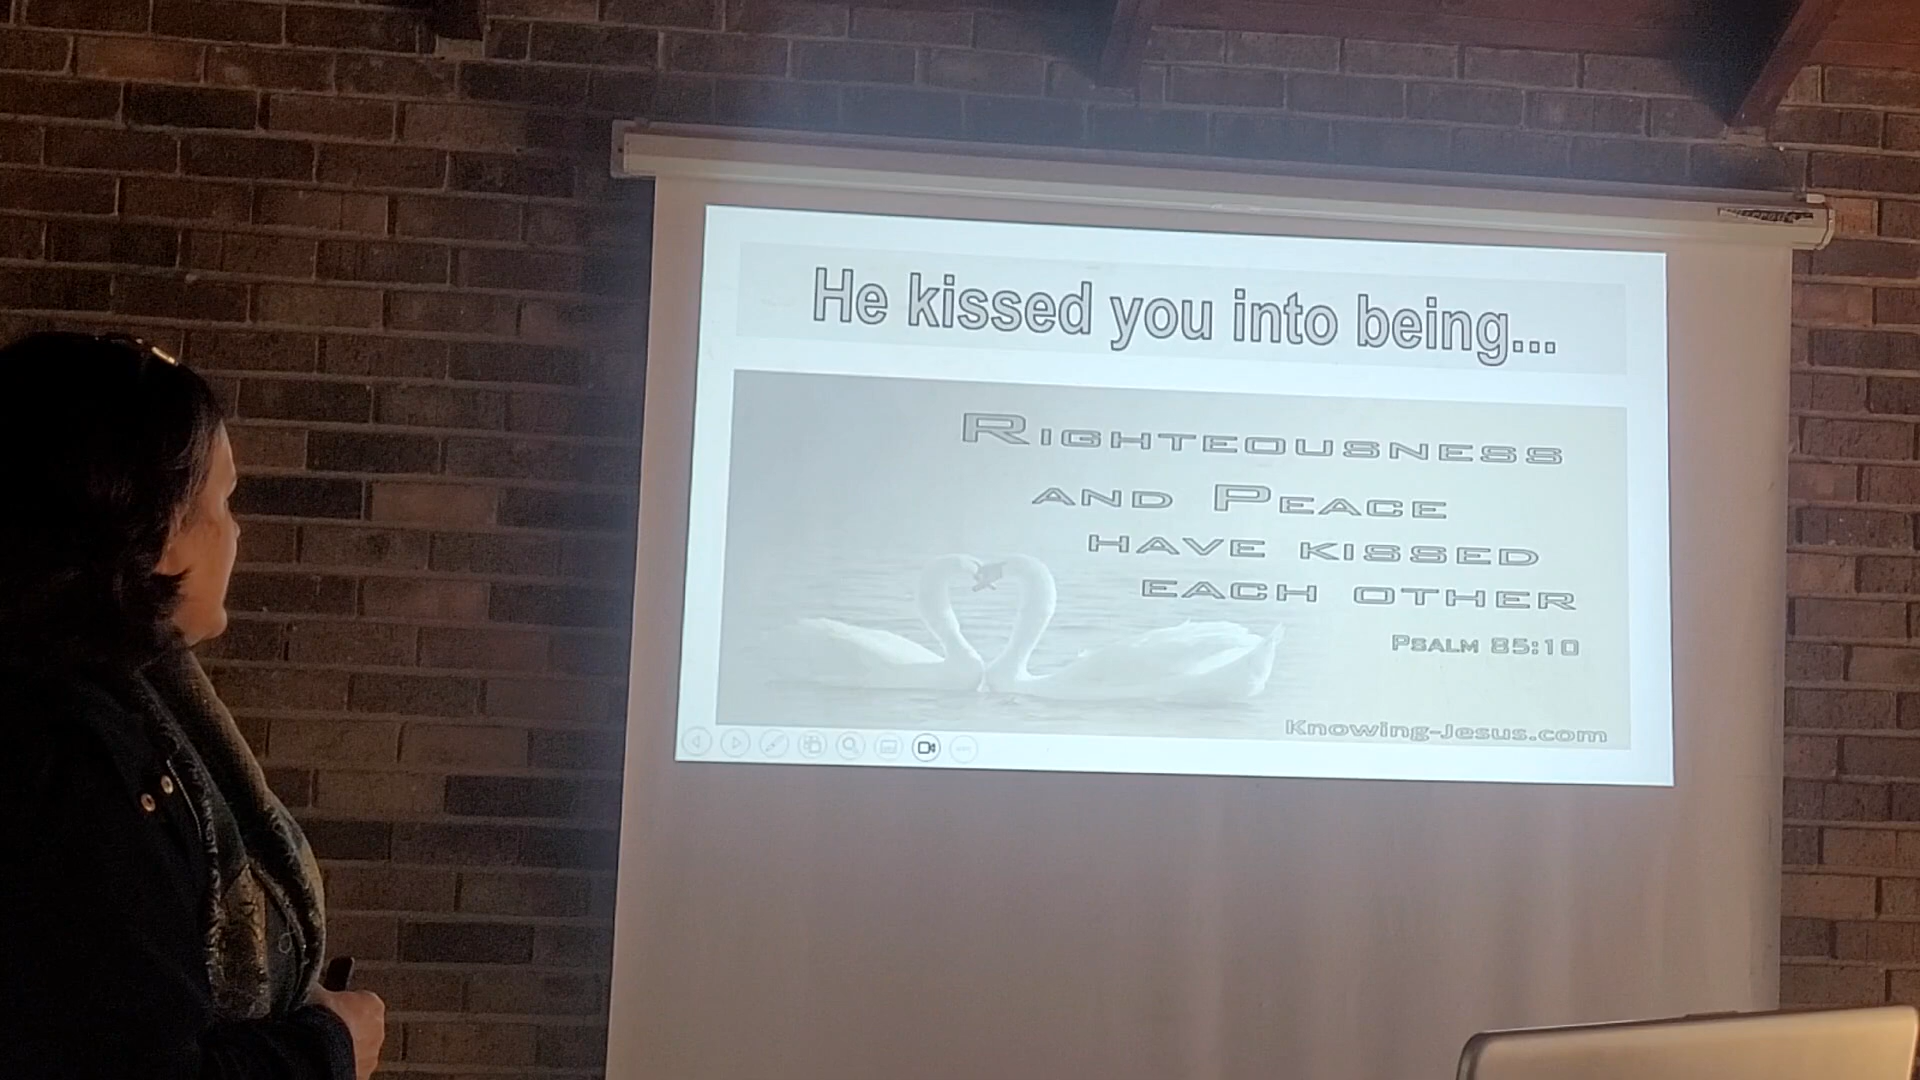 He kissed you into being...
Righteousness
and Peace
have kissed
each other
Psalm 85:10
Knowing-Jesus.com